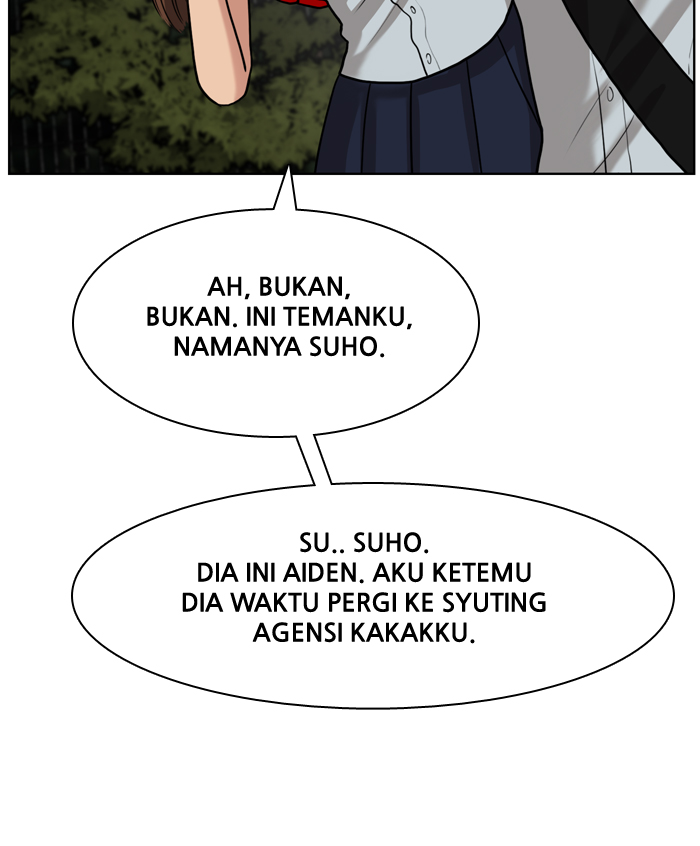 AH, BUKAN,
BUKAN. INI TEMANKU,
NAMANYA SUHO.
SU.. SUHO.
DIA INI AIDEN. AKU KETEMU
DIA WAKTU PERGI KE SYUTING
AGENSI KAKAKKU.